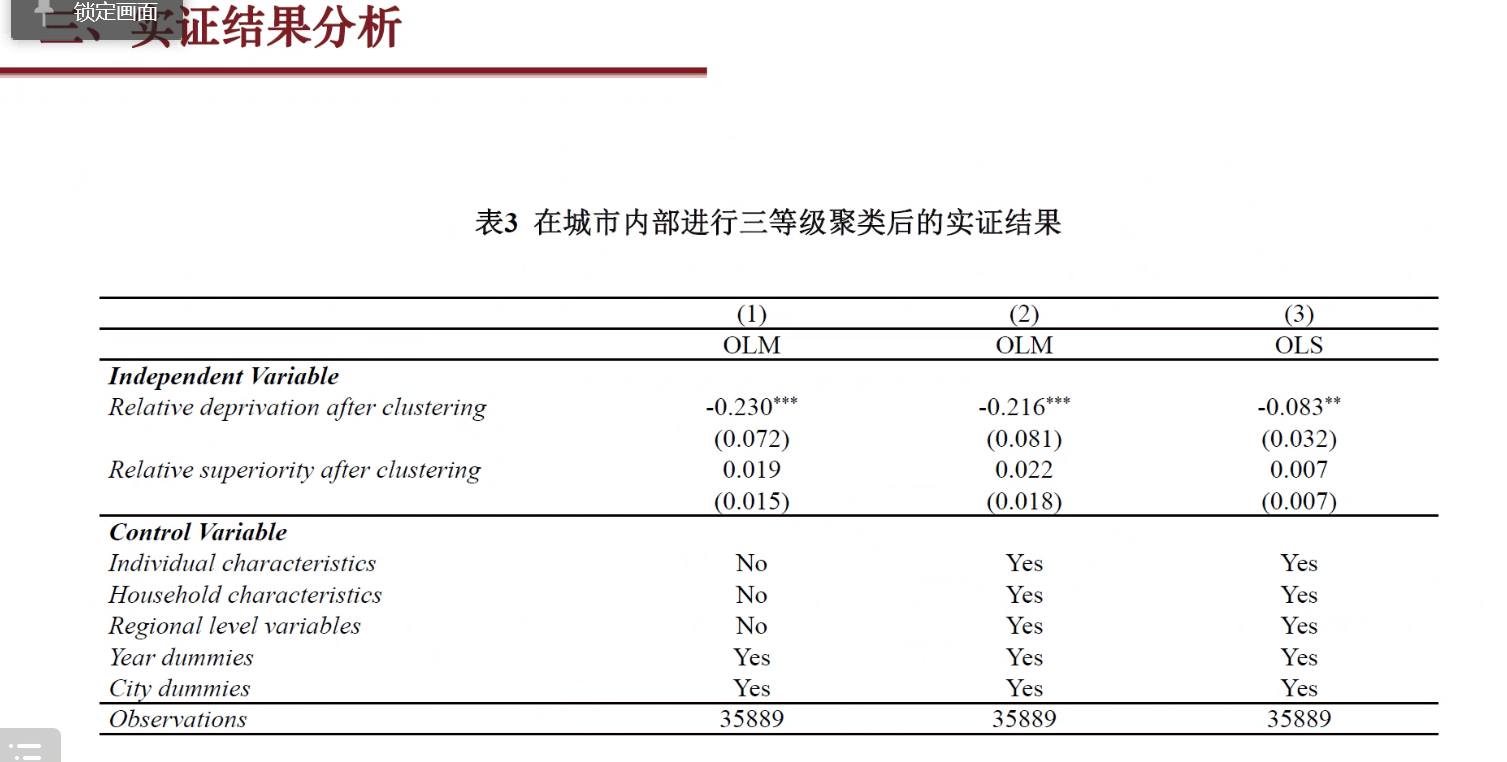 锁定画面
三、实证结果分析
表3 在城市内部进行三等级聚类后的实证结果
(1) (2) (3)
OLM OLM OLS
Independent Variable
Relative deprivation after clustering -0.230*** -0.216*** -0.083**
(0.072) (0.081) (0.032)
Relative superiority after clustering 0.019 0.022 0.007
(0.015) (0.018) (0.007)
Control Variable
Individual characteristics No Yes Yes
Household characteristics No Yes Yes
Regional level variables No Yes Yes
Year dummies Yes Yes Yes
City dummies Yes Yes Yes
Observations 35889 35889 35889